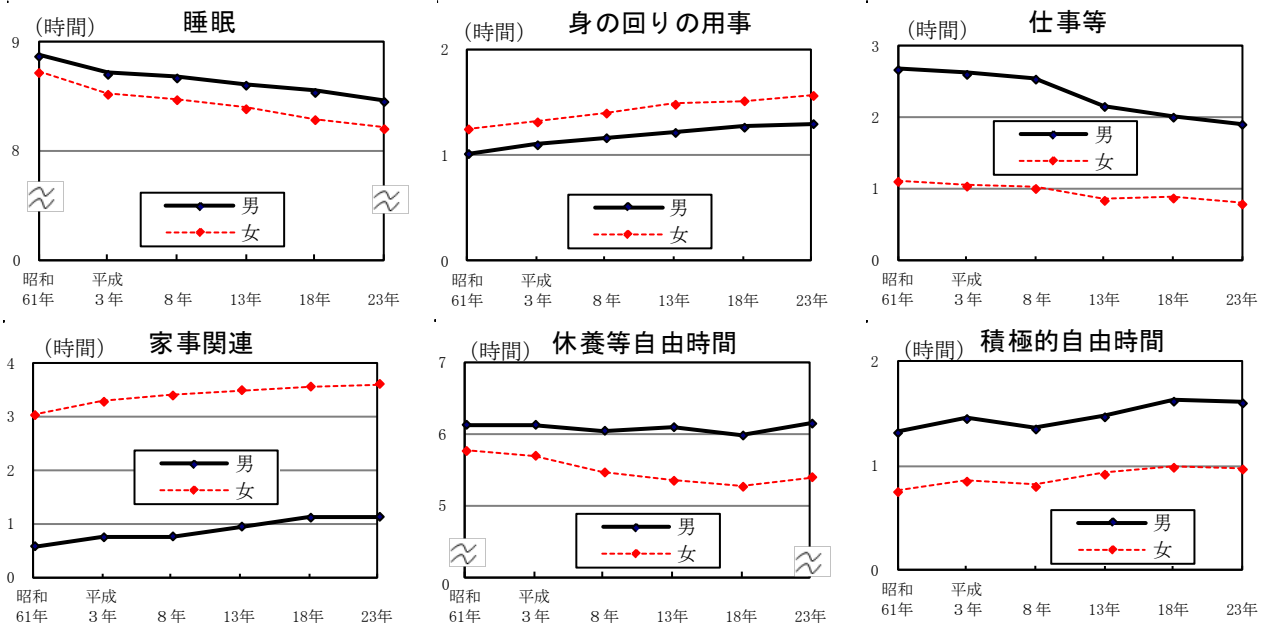 睡眠
(時間)
9
8
0
男
女
昭和 平成
61年 3年 8年 13年 18年 23年
身の回りの用事
(時間)
2
1
0
男
女
昭和 平成
61年 3年 8年 13年 18年 23年
仕事等
(時間)
3
2
1
0
男
女
昭和 平成
61年 3年 8年 13年 18年 23年
家事関連
(時間)
4
3
2
1
0
男
女
昭和 平成
61年 3年 8年 13年 18年 23年
休養等自由時間
(時間)
7
6
5
0
男
女
昭和 平成
61年 3年 8年 13年 18年 23年
積極的自由時間
(時間)
2
1
0
男
女
昭和 平成
61年 3年 8年 13年 18年 23年